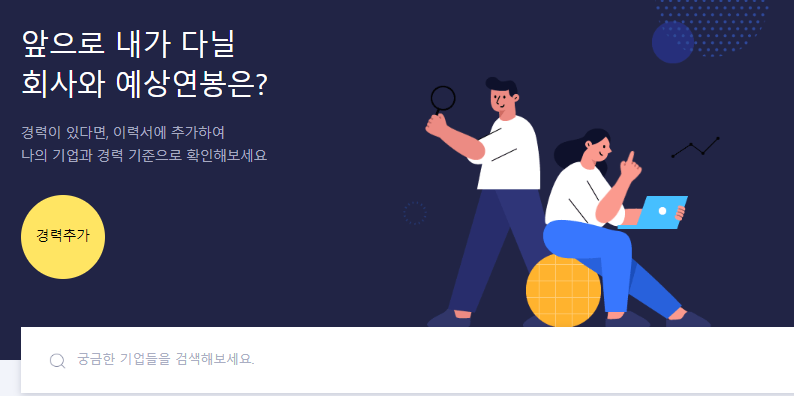 앞으로 내가 다닐
회사와 예상연봉은?
경력이 있다면, 이력서에 추가하여
나의 기업과 경력 기준으로 확인해보세요
경력추가
궁금한 기업들을 검색해보세요.